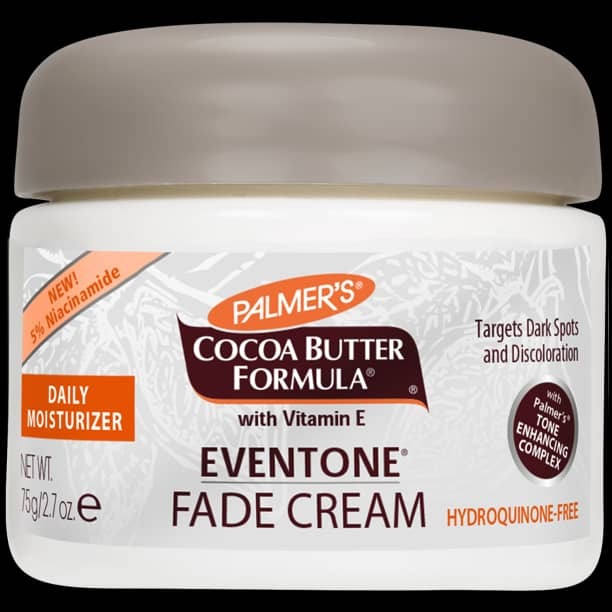 NEW!
5% Niacinamide
PALMER'S®
COCOA BUTTER
FORMULA®
®
with Vitamin E
Targets Dark Spots
and Discoloration
DAILY
MOISTURIZER
with
Palmer's®
TONE
ENHANCING
COMPLEX
NET WT.
75g/2.7 oz.e
EVENTONE®
FADE CREAM
HYDROQUINONE-FREE